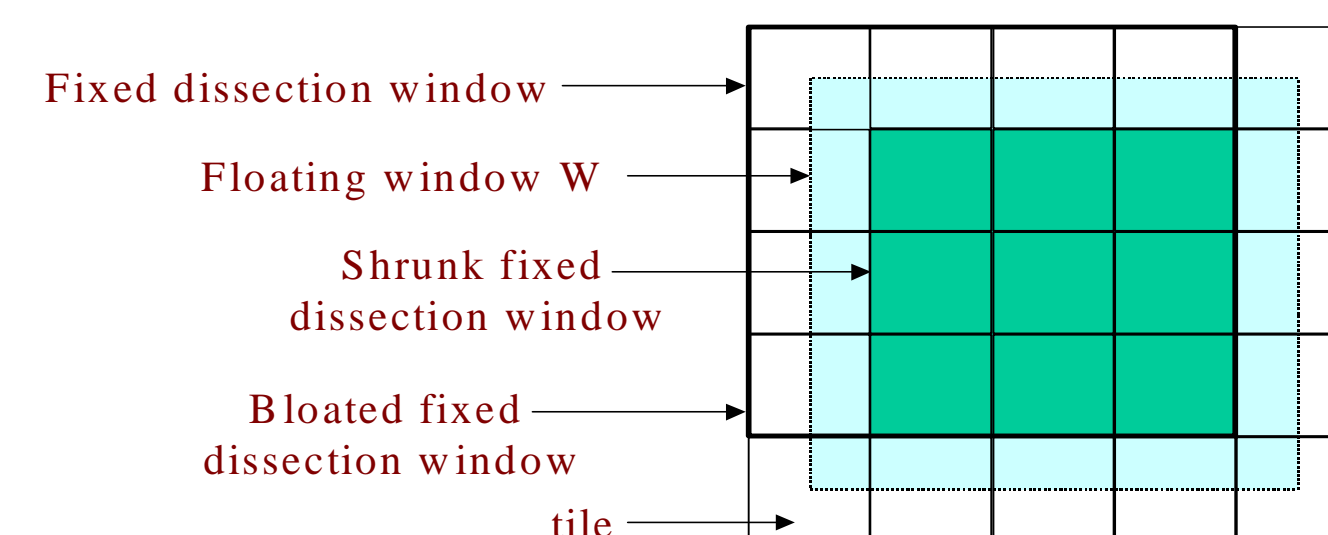 Fixed dissection window
Floating window W
Shrunk fixed
dissection window
Bloated fixed
dissection window
tile